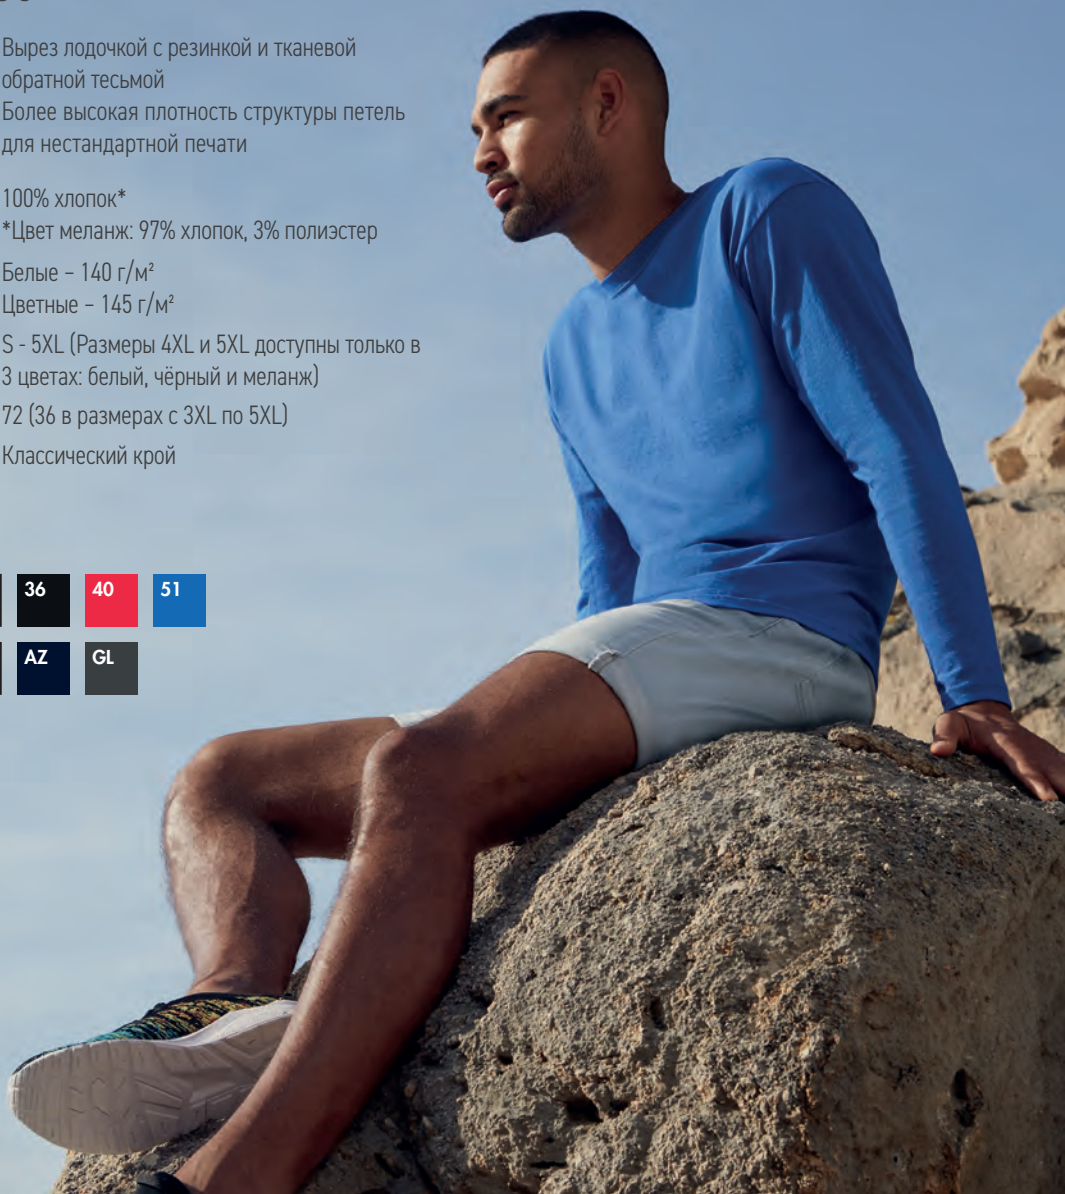 Вырез лодочкой с резинкой и тканевой
обратной тесьмой
Более высокая плотность структуры петель
для нестандартной печати
100% хлопок*
*Цвет меланж: 97% хлопок, 3% полиэстер
Белые – 140 г/м²
Цветные – 145 г/м²
S - 5XL (Размеры 4XL и 5XL доступны только в
3 цветах: белый, чёрный и меланж)
72 (36 в размерах с 3XL по 5XL)
Классический крой
36 40 51
AZ GL